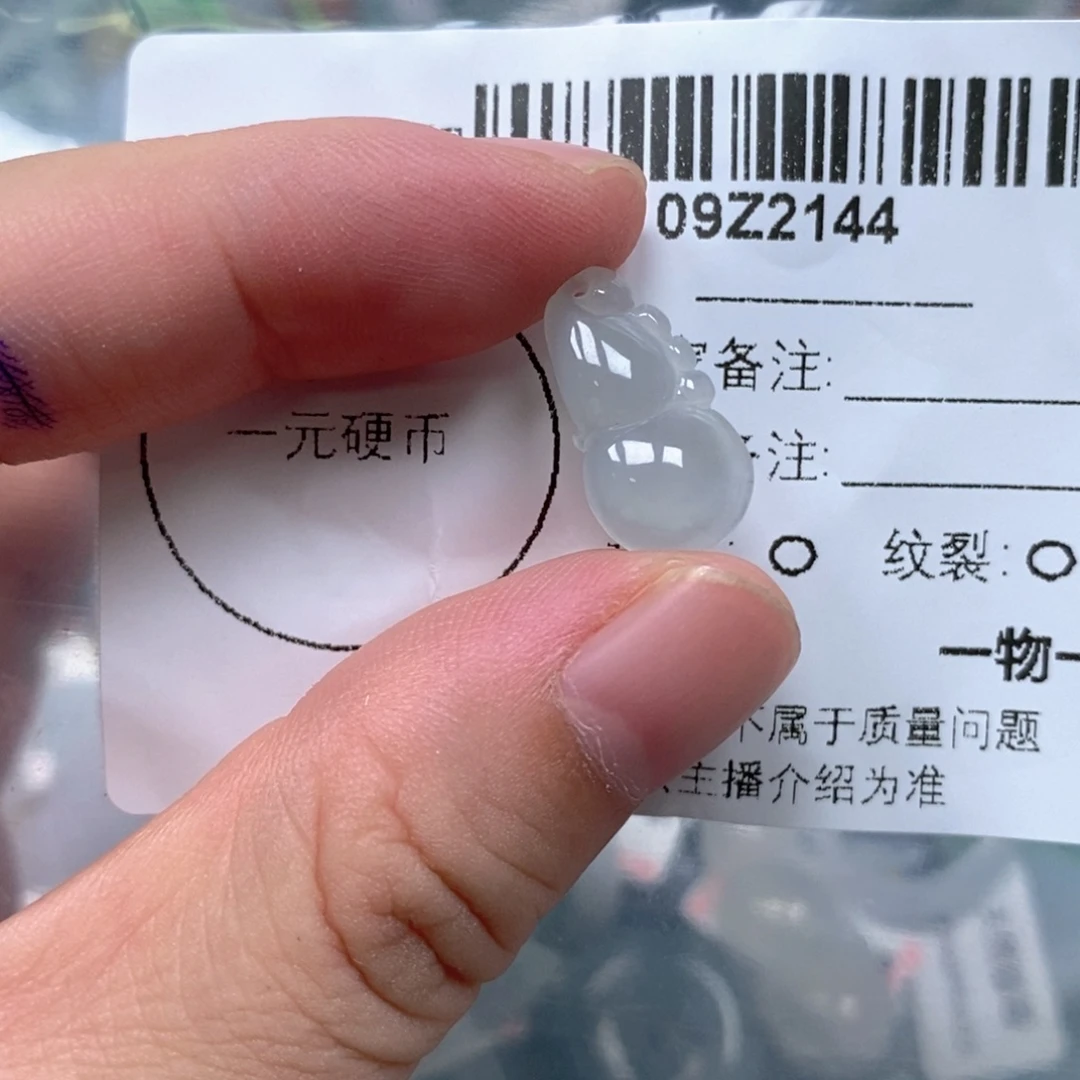 09Z2144
备注:
注:
一元硬币
纹裂:
一物一
不属于质量问题
主播介绍为准